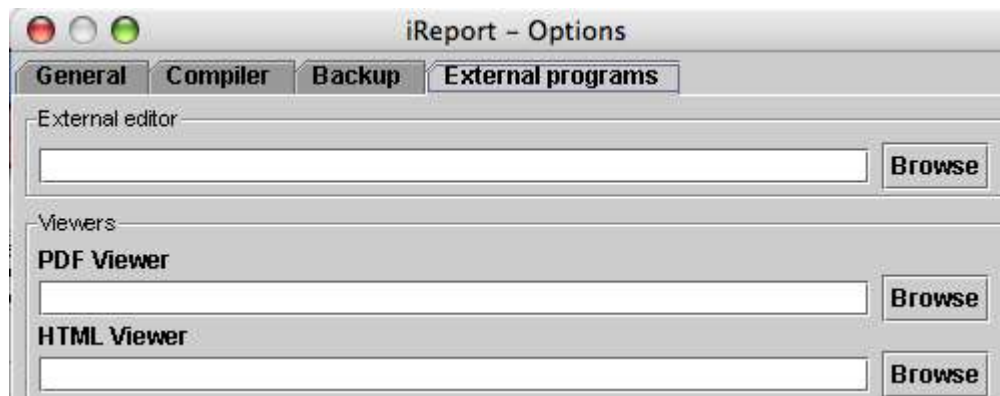 iReport – Options
General Compiler Backup External programs
External editor
Browse
Viewers
PDF Viewer
Browse
HTML Viewer
Browse